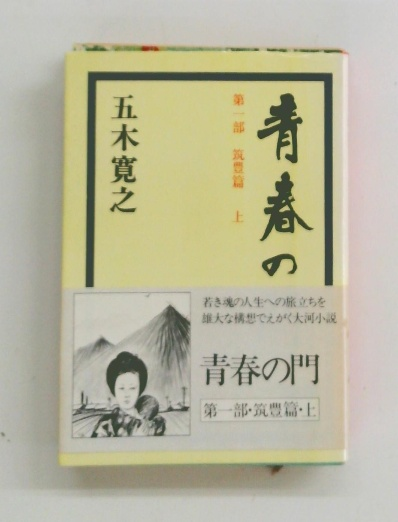 青春の
第一部 筑豊篇 上
五木寛之
若き魂の人生への旅立ちを
雄大な構想でえがく大河小説
青春の門
第一部・筑豊篇・上